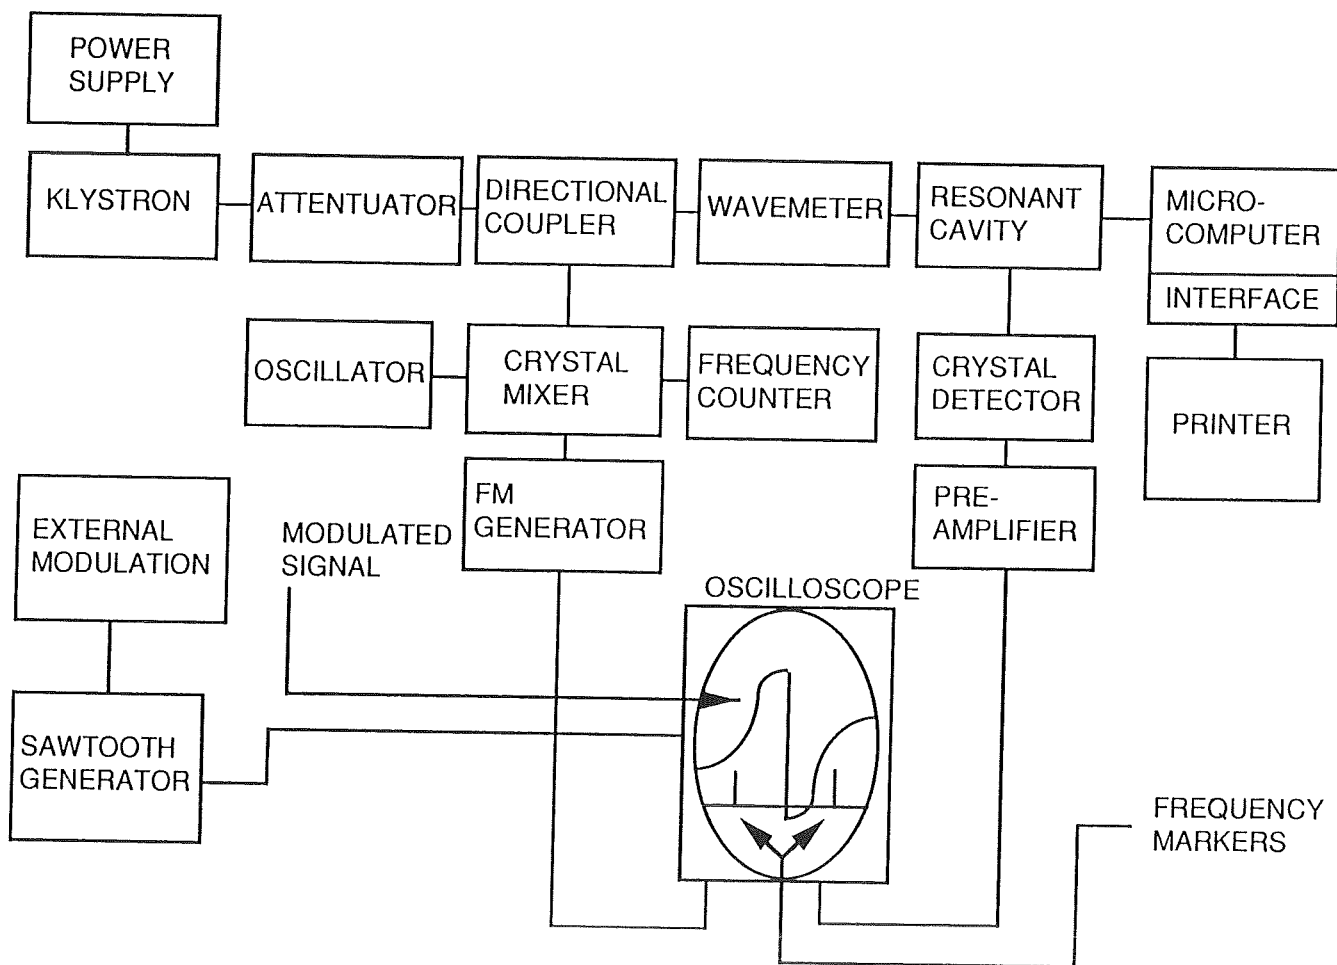 POWER
SUPPLY
KLYSTRON
ATTENTUATOR
DIRECTIONAL
COUPLER
WAVEMETER
RESONANT
CAVITY
MICRO-
COMPUTER
INTERFACE
OSCILLATOR
CRYSTAL
MIXER
FREQUENCY
COUNTER
CRYSTAL
DETECTOR
PRINTER
EXTERNAL
MODULATION
MODULATED
SIGNAL
FM
GENERATOR
PRE-
AMPLIFIER
OSCILLOSCOPE
SAWTOOTH
GENERATOR
FREQUENCY
MARKERS